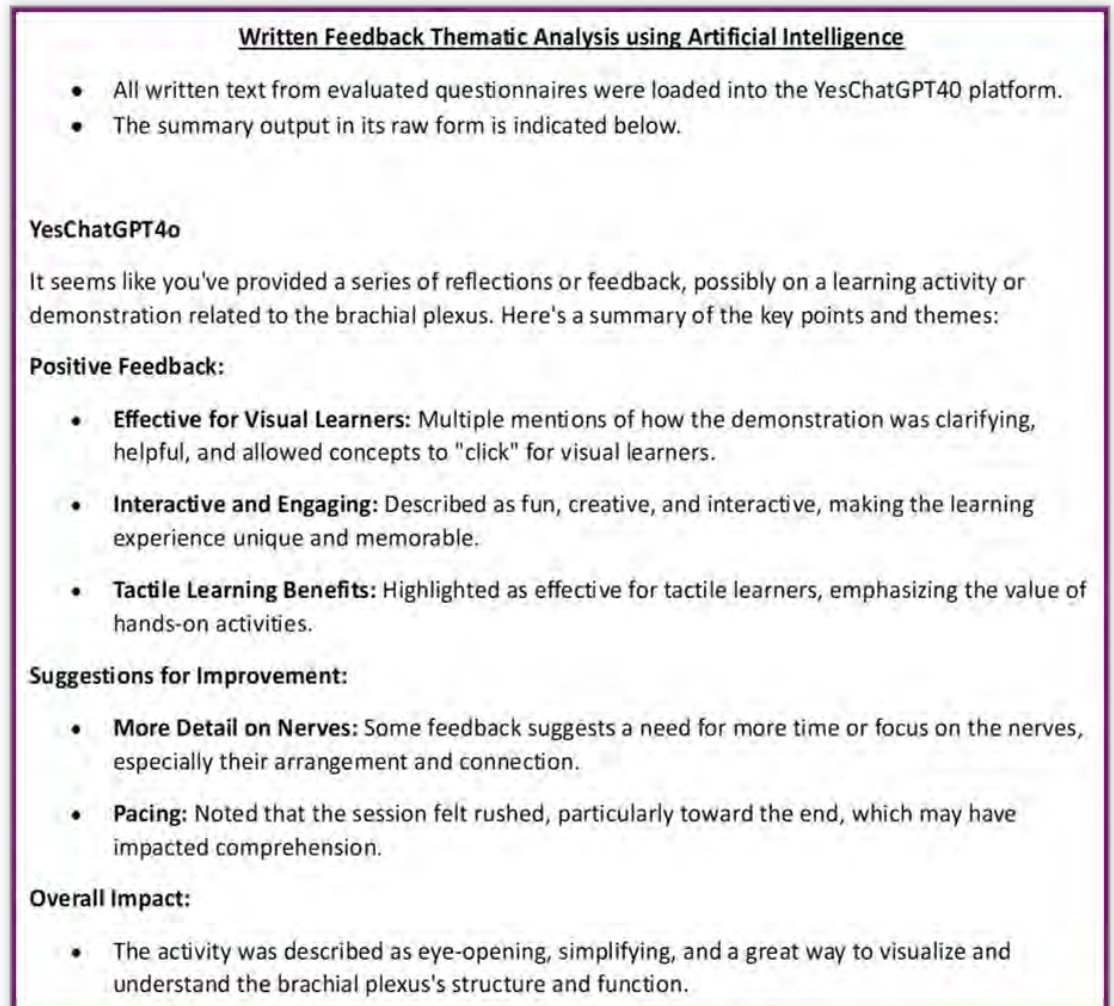 Written Feedback Thematic Analysis using Artificial Intelligence
• All written text from evaluated questionnaires were loaded into the YesChatGPT40 platform.
• The summary output in its raw form is indicated below.
YesChatGPT4o
It seems like you've provided a series of reflections or feedback, possibly on a learning activity or
demonstration related to the brachial plexus. Here's a summary of the key points and themes:
Positive Feedback:
• Effective for Visual Learners: Multiple mentions of how the demonstration was clarifying,
helpful, and allowed concepts to "click" for visual learners.
• Interactive and Engaging: Described as fun, creative, and interactive, making the learning
experience unique and memorable.
• Tactile Learning Benefits: Highlighted as effective for tactile learners, emphasizing the value of
hands-on activities.
Suggestions for Improvement:
• More Detail on Nerves: Some feedback suggests a need for more time or focus on the nerves,
especially their arrangement and connection.
• Pacing: Noted that the session felt rushed, particularly toward the end, which may have
impacted comprehension.
Overall Impact:
• The activity was described as eye-opening, simplifying, and a great way to visualize and
understand the brachial plexus's structure and function.